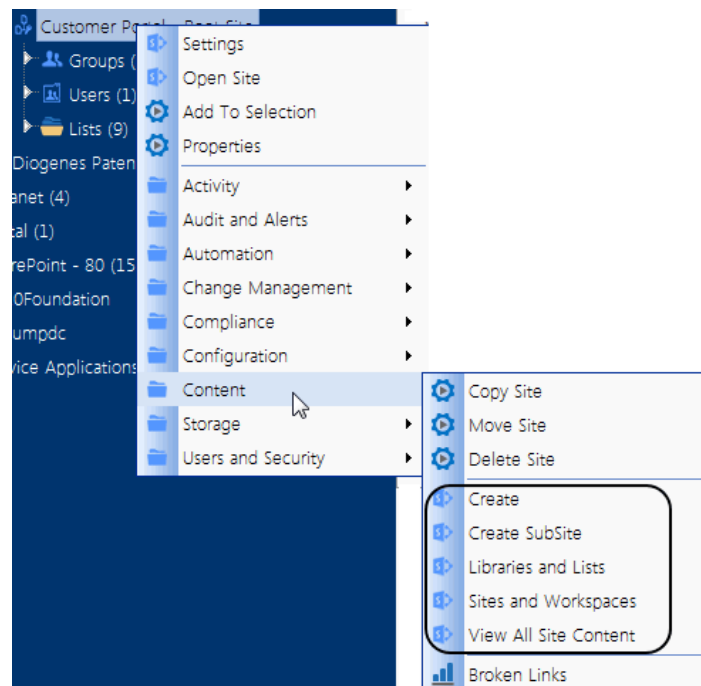 Customer Portal - Root Site
Groups (
Users (1)
Lists (9)
Diogenes Paten
anet (4)
tal (1)
rePoint - 80 (15
0Foundation
umpdc
vice Applications
Settings
Open Site
Add To Selection
Properties
Activity
Audit and Alerts
Automation
Change Management
Compliance
Configuration
Content
Storage
Users and Security
Copy Site
Move Site
Delete Site
Create
Create SubSite
Libraries and Lists
Sites and Workspaces
View All Site Content
Broken Links